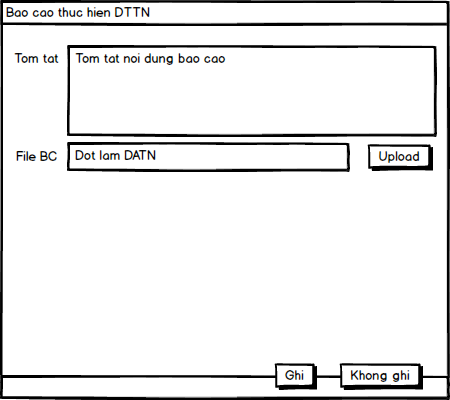 Bao cao thuc hien DTTN
Tom tat
Tom tat noi dung bao cao
File BC
Dot lam DATN
Upload
Ghi
Khong ghi